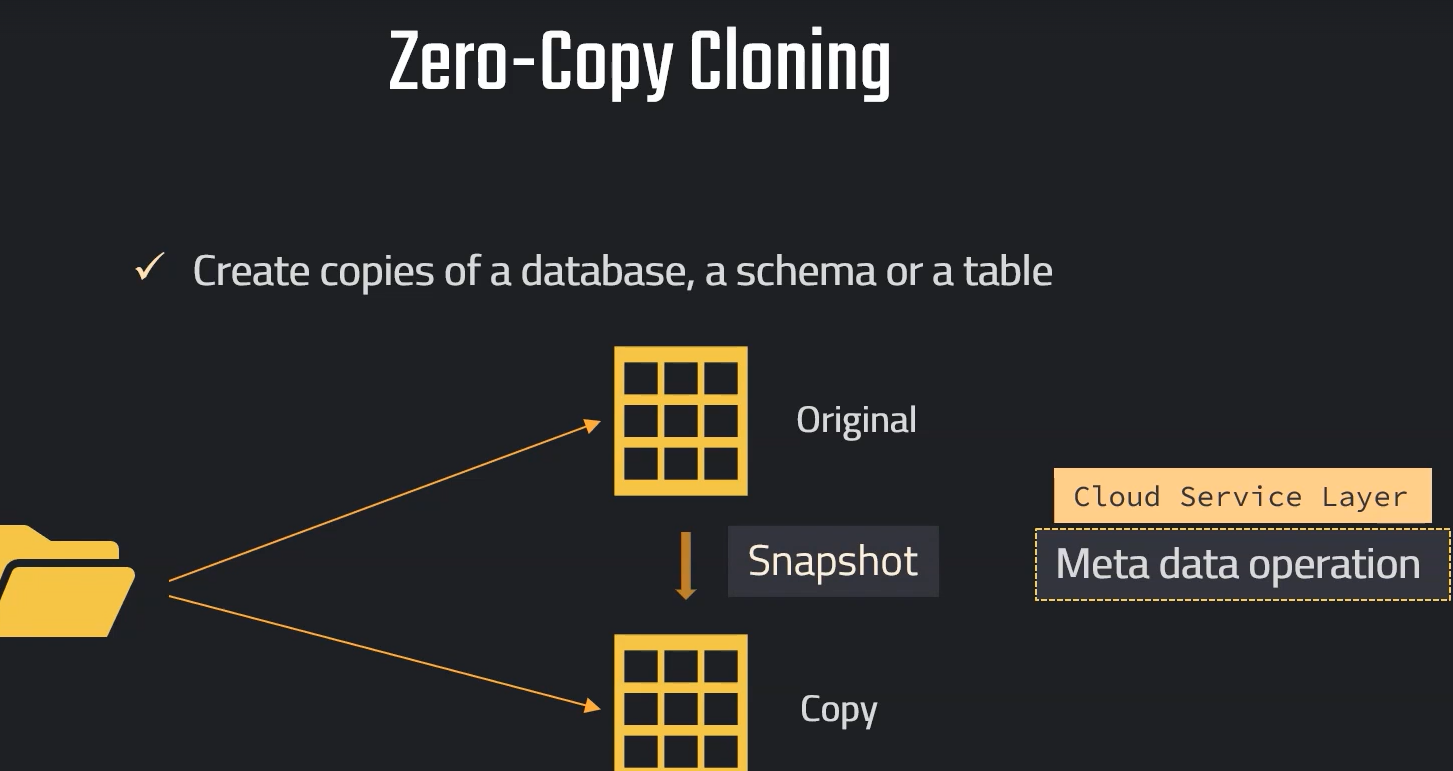 Zero-Copy Cloning
✓ Create copies of a database, a schema or a table
Original
Cloud Service Layer
Snapshot
Meta data operation
Copy